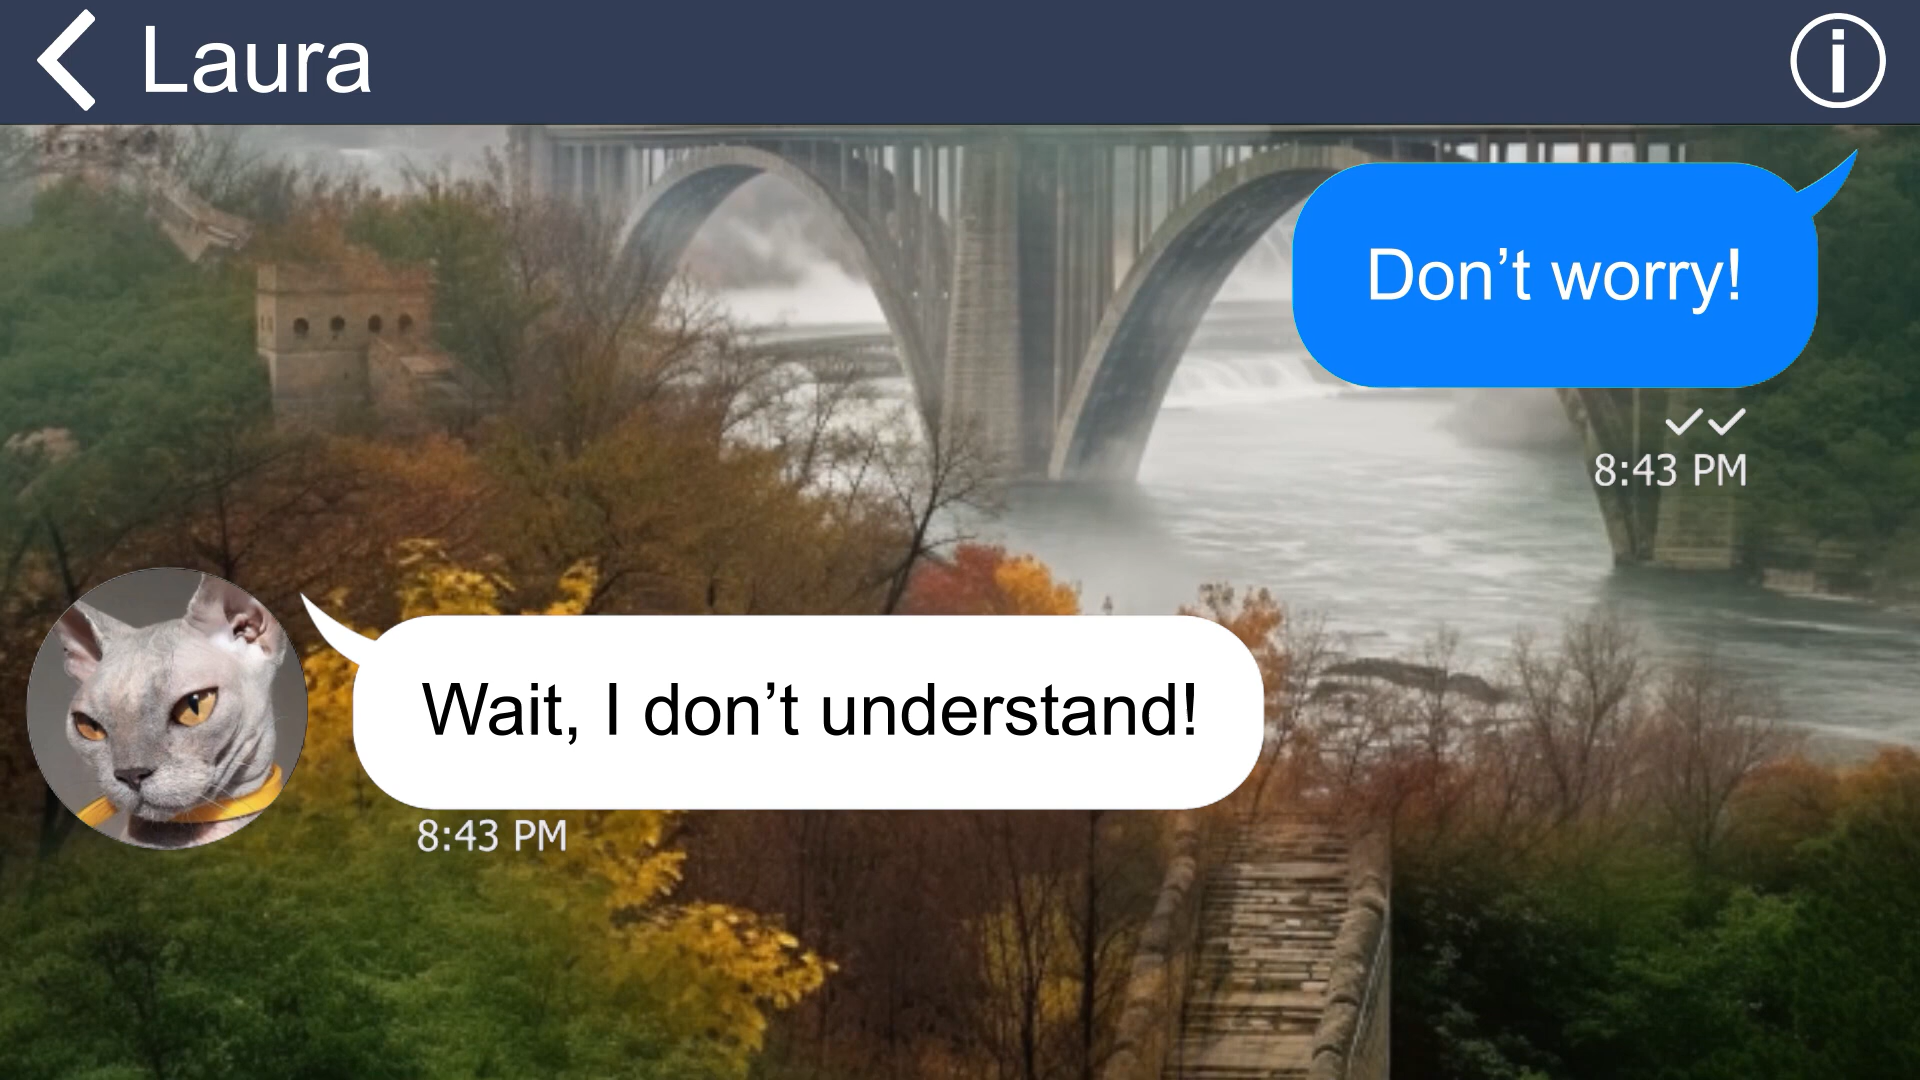 Laura
Don’t worry!
8:43 PM
Wait, I don’t understand!
8:43 PM